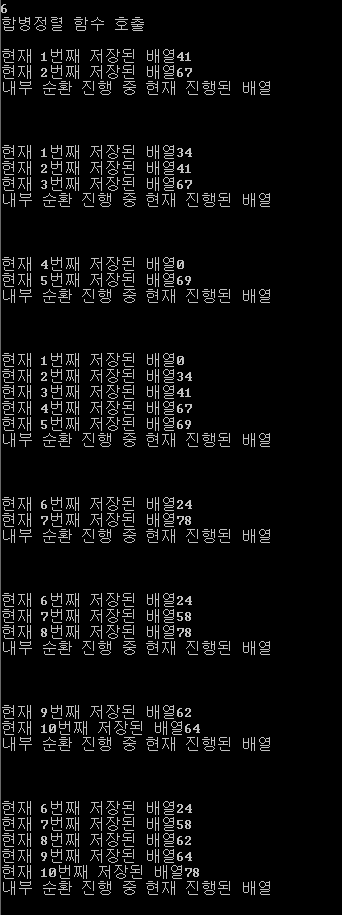 6
합병정렬 함수 호출
현재 1번째 저장된 배열41
현재 2번째 저장된 배열67
내부 순환 진행 중 현재 진행된 배열
현재 1번째 저장된 배열34
현재 2번째 저장된 배열41
현재 3번째 저장된 배열67
내부 순환 진행 중 현재 진행된 배열
현재 4번째 저장된 배열0
현재 5번째 저장된 배열69
내부 순환 진행 중 현재 진행된 배열
현재 1번째 저장된 배열0
현재 2번째 저장된 배열34
현재 3번째 저장된 배열41
현재 4번째 저장된 배열67
현재 5번째 저장된 배열69
내부 순환 진행 중 현재 진행된 배열
현재 6번째 저장된 배열24
현재 7번째 저장된 배열78
내부 순환 진행 중 현재 진행된 배열
현재 6번째 저장된 배열24
현재 7번째 저장된 배열58
현재 8번째 저장된 배열78
내부 순환 진행 중 현재 진행된 배열
현재 9번째 저장된 배열62
현재 10번째 저장된 배열64
내부 순환 진행 중 현재 진행된 배열
현재 6번째 저장된 배열24
현재 7번째 저장된 배열58
현재 8번째 저장된 배열62
현재 9번째 저장된 배열64
현재 10번째 저장된 배열78
내부 순환 진행 중 현재 진행된 배열